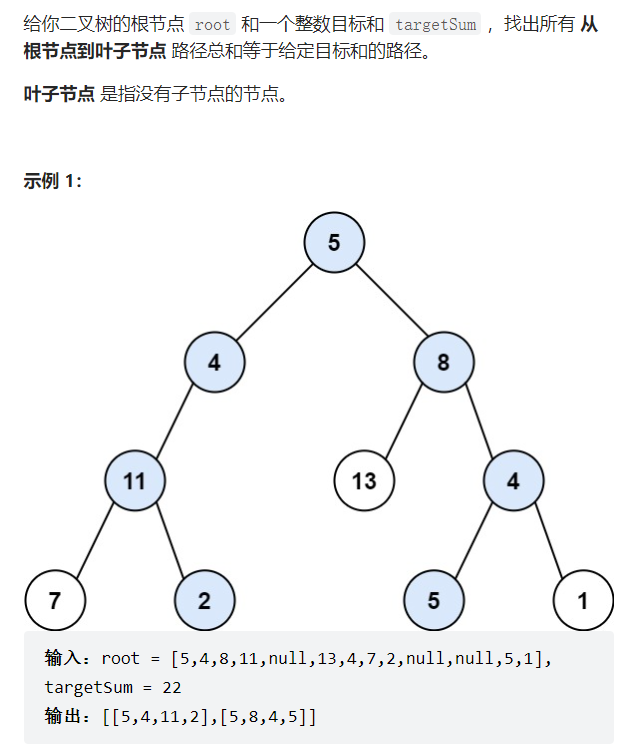 给你二叉树的根节点 root 和一个整数目标和 targetSum ，找出所有 从
根节点到叶子节点 路径总和等于给定目标和的路径。
叶子节点 是指没有子节点的节点。
示例 1：
5
4 8
11 13 4
7 2 5 1
输入：root = [5,4,8,11,null,13,4,7,2,null,null,5,1],
targetSum = 22
输出：[[5,4,11,2],[5,8,4,5]]